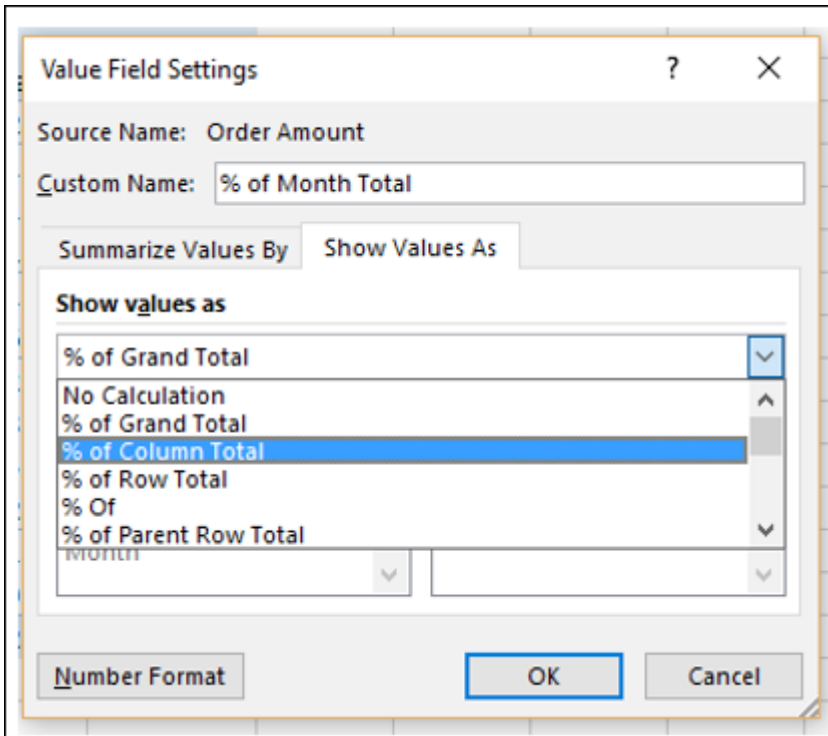 Value Field Settings ?
Source Name: Order Amount
Custom Name: % of Month Total
Summarize Values By Show Values As
Show values as
% of Grand Total
No Calculation
% of Grand Total
% of Column Total
% of Row Total
% Of
% of Parent Row Total
Month
Number Format OK Cancel